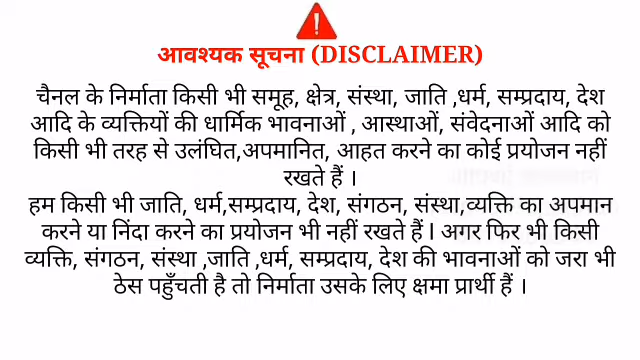 आवश्यक सूचना (DISCLAIMER)
चैनल के निर्माता किसी भी समूह, क्षेत्र, संस्था, जाति ,धर्म, सम्प्रदाय, देश
आदि के व्यक्तियों की धार्मिक भावनाओं , आस्थाओं, संवेदनाओं आदि को
किसी भी तरह से उलंघित,अपमानित, आहत करने का कोई प्रयोजन नहीं
रखते हैं ।
हम किसी भी जाति, धर्म,सम्प्रदाय, देश, संगठन, संस्था,व्यक्ति का अपमान
करने या निंदा करने का प्रयोजन भी नहीं रखते हैं l अगर फिर भी किसी
व्यक्ति, संगठन, संस्था ,जाति ,धर्म, सम्प्रदाय, देश की भावनाओं को जरा भी
ठेस पहुँचती है तो निर्माता उसके लिए क्षमा प्रार्थी हैं ।